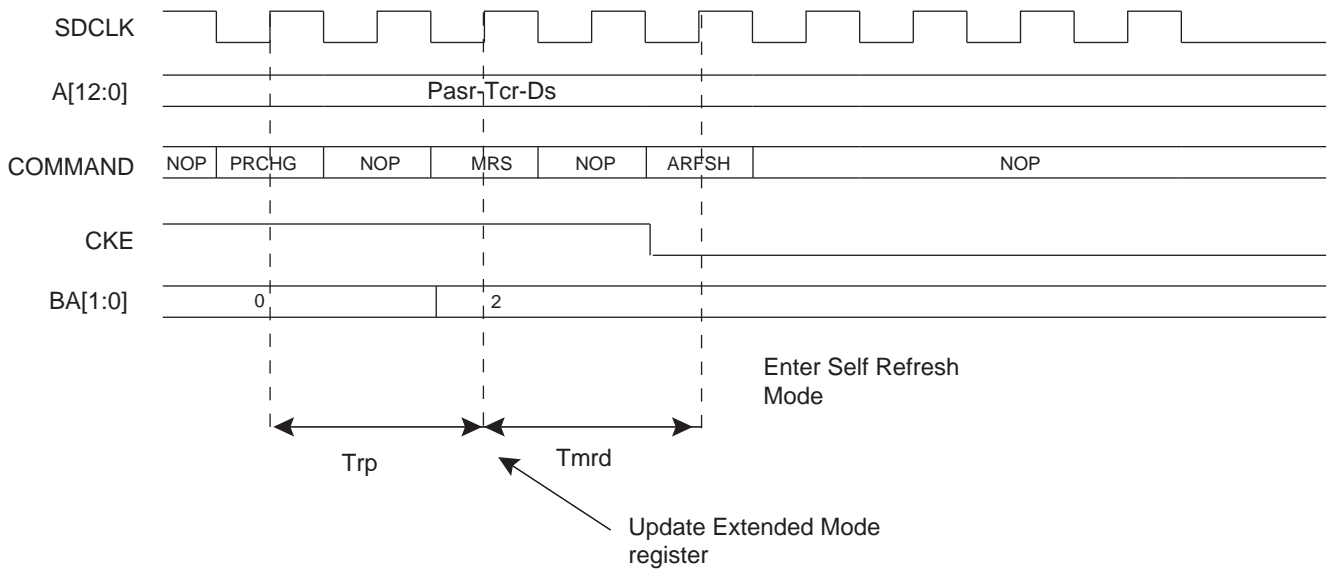 SDCLK
A[12:0]
Pasr-Tcr-Ds
COMMAND
NOP PRCHG NOP MRS NOP ARFSH NOP
CKE
BA[1:0]
0 2
Enter Self Refresh
Mode
Trp Tmrd
Update Extended Mode
register